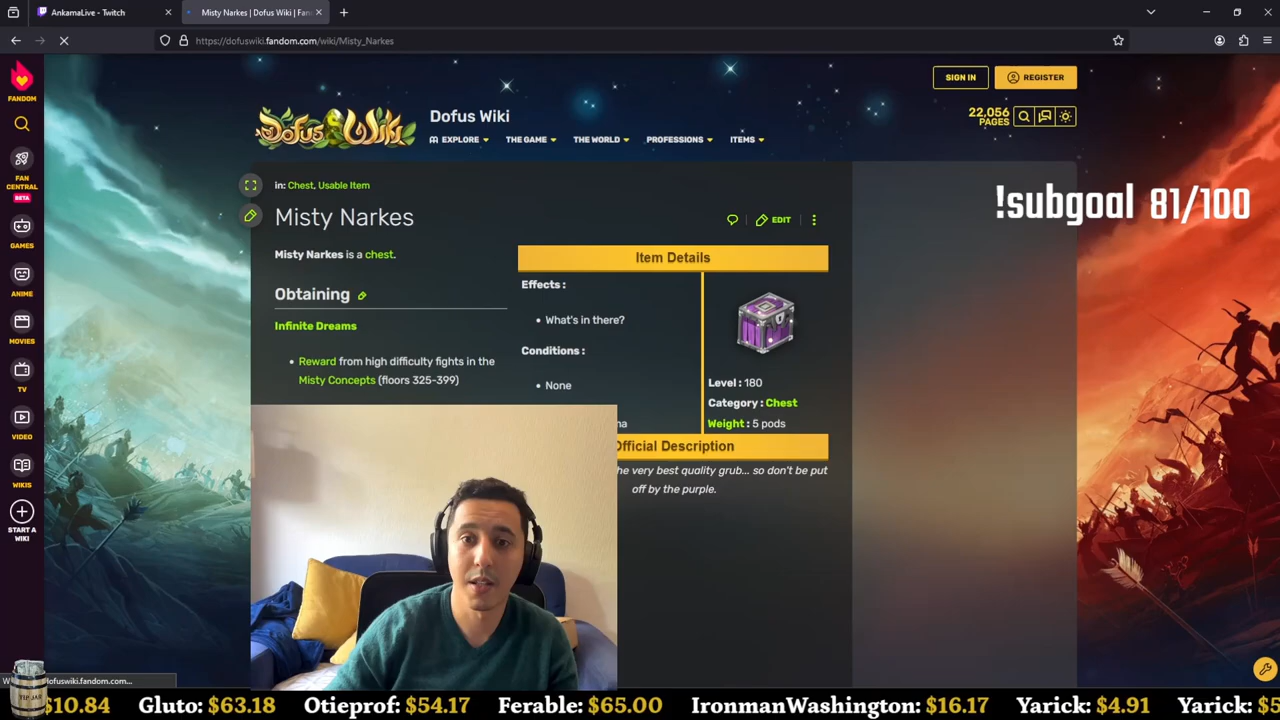 AnkamaLive - Twitch
Misty Narkes | Dofus Wiki | Fan
https://dofuswiki.fandom.com/wiki/Misty_Narkes
FANDOM
FAN CENTRAL
BETA
GAMES
ANIME
MOVIES
TV
VIDEO
WIKIS
START A WIKI
SIGN IN
REGISTER
Dofus Wiki
Dofus Wiki
EXPLORE
THE GAME
THE WORLD
PROFESSIONS
ITEMS
22,056
PAGES
in: Chest, Usable Item
Misty Narkes
EDIT
Misty Narkes is a chest.
Obtaining
Infinite Dreams
Reward from high difficulty fights in the
Misty Concepts (floors 325-399)
Item Details
Effects :
What's in there?
Conditions :
None
Level : 180
Category : Chest
Weight : 5 pods
Official Description
he very best quality grub... so don't be put
off by the purple.
!subgoal 81/100
ofuswiki.fandom.com...
TIP JAR
$10.84 Gluto: $63.18 Otieprof: $54.17 Ferable: $65.00 IronmanWashington: $16.17 Yarick: $4.91 Yarick: $5